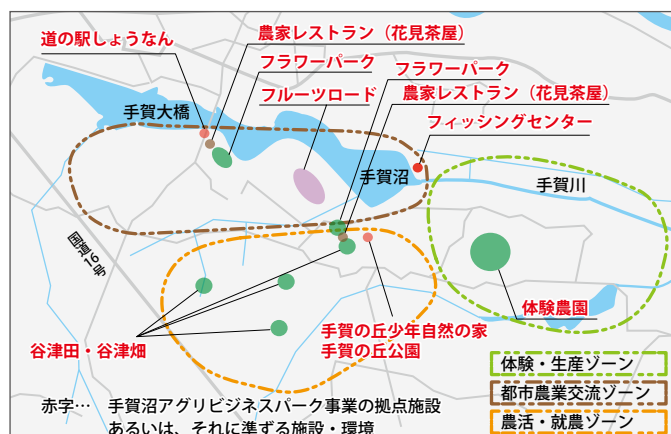 道の駅しょうなん
農家レストラン（花見茶屋）
フラワーパーク
フルーツロード
フラワーパーク
農家レストラン（花見茶屋）
フィッシングセンター
手賀大橋
手賀沼
手賀川
国道16号
体験農園
谷津田・谷津畑
手賀の丘少年自然の家
手賀の丘公園
体験・生産ゾーン
都市農業交流ゾーン
農活・就農ゾーン
赤字… 手賀沼アグリビジネスパーク事業の拠点施設
あるいは、それに準ずる施設・環境